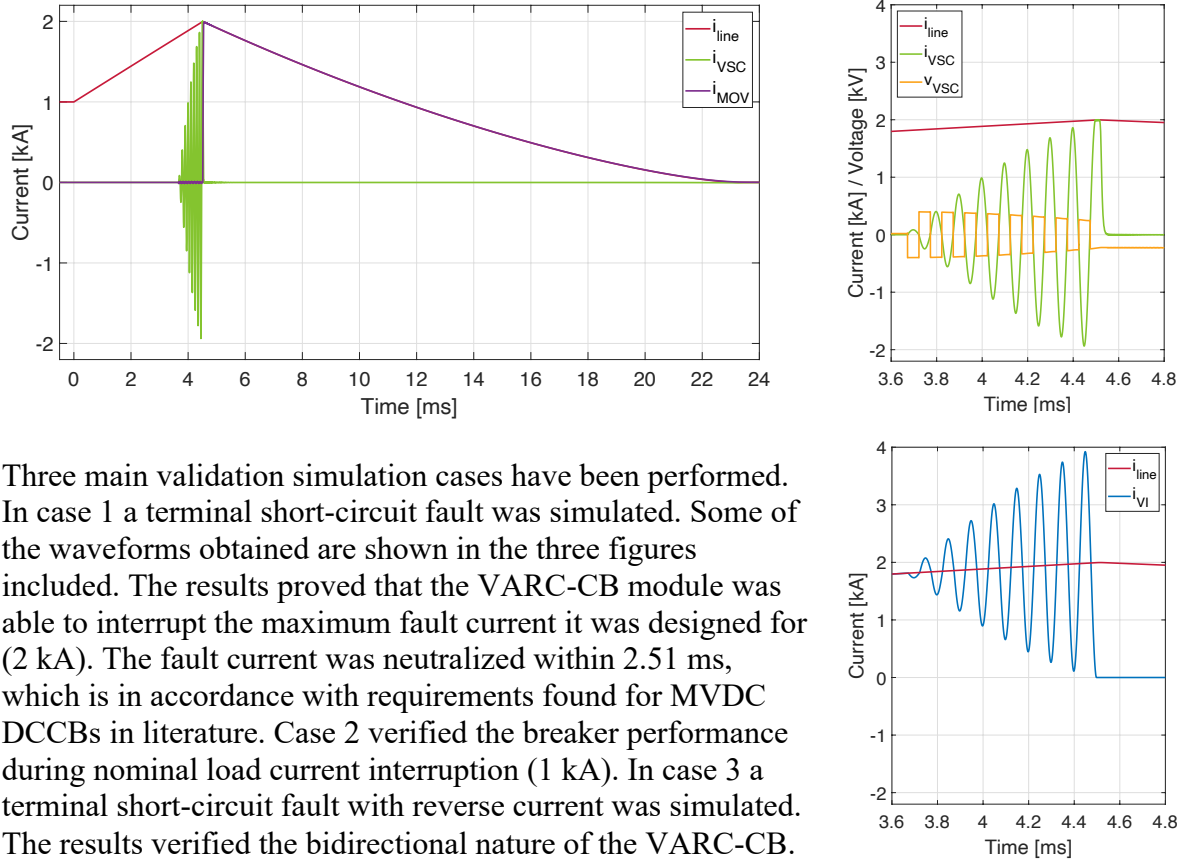 2
1
0
-1
-2
Current [kA]
0 2 4 6 8 10 12 14 16 18 20 22 24
Time [ms]
i_line
i_VSC
i_MOV
4
3
2
1
0
-1
-2
Current [kA] / Voltage [kV]
3.6 3.8 4 4.2 4.4 4.6 4.8
Time [ms]
i_line
i_VSC
v_VSC
Three main validation simulation cases have been performed.
In case 1 a terminal short-circuit fault was simulated. Some of
the waveforms obtained are shown in the three figures
included. The results proved that the VARC-CB module was
able to interrupt the maximum fault current it was designed for
(2 kA). The fault current was neutralized within 2.51 ms,
which is in accordance with requirements found for MVDC
DCCBs in literature. Case 2 verified the breaker performance
during nominal load current interruption (1 kA). In case 3 a
terminal short-circuit fault with reverse current was simulated.
The results verified the bidirectional nature of the VARC-CB.
4
3
2
1
0
-1
-2
Current [kA]
3.6 3.8 4 4.2 4.4 4.6 4.8
Time [ms]
i_line
i_VI